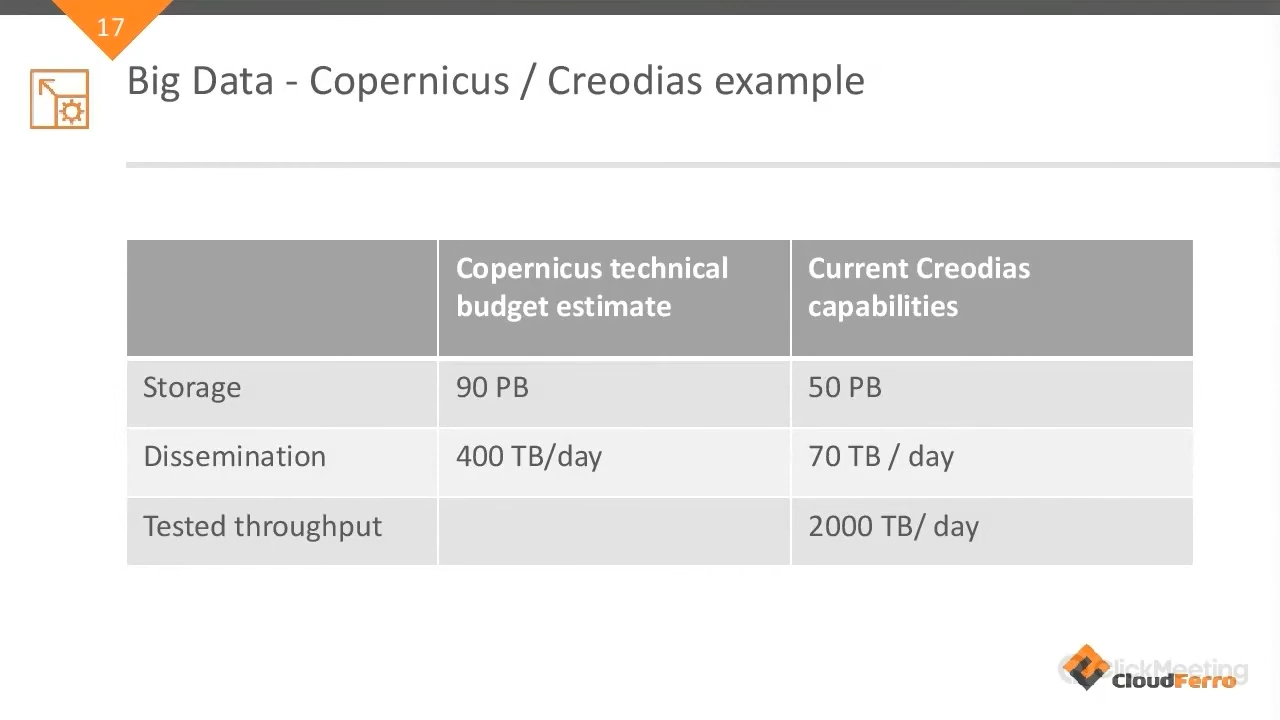 17
Big Data - Copernicus / Creodias example
Copernicus technical budget estimate
Current Creodias capabilities
Storage
90 PB
50 PB
Dissemination
400 TB/day
70 TB / day
Tested throughput
2000 TB/ day
ClickMeeting
CloudFerro